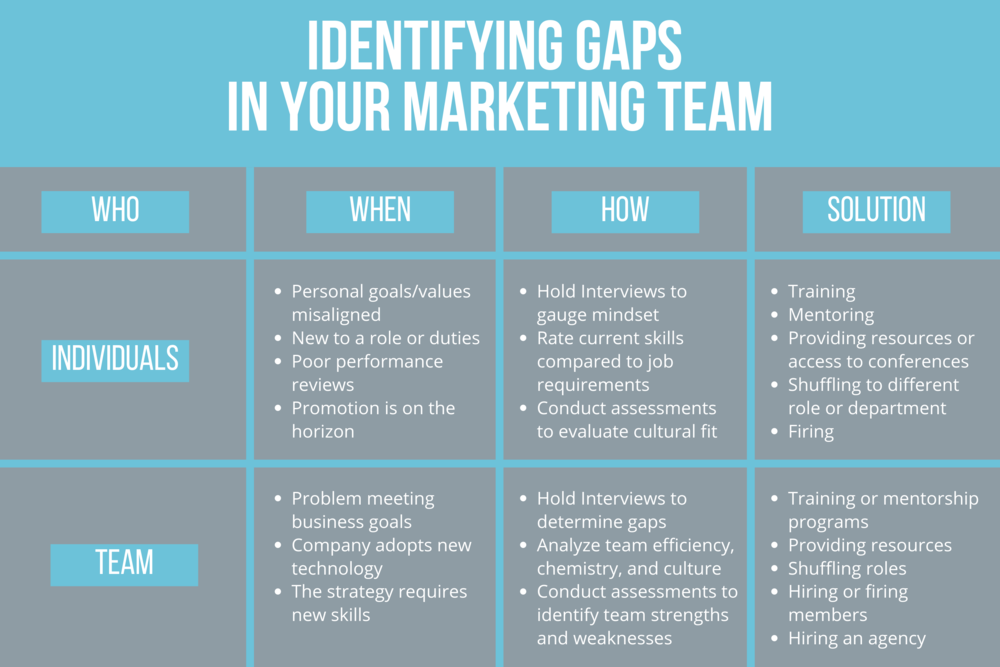 IDENTIFYING GAPS
IN YOUR MARKETING TEAM
WHO
WHEN
HOW
SOLUTION
INDIVIDUALS
• Personal goals/values
misaligned
• New to a role or duties
• Poor performance
reviews
• Promotion is on the
horizon
• Hold Interviews to
gauge mindset
• Rate current skills
compared to job
requirements
• Conduct assessments
to evaluate cultural fit
• Training
• Mentoring
• Providing resources or
access to conferences
• Shuffling to different
role or department
• Firing
TEAM
• Problem meeting
business goals
• Company adopts new
technology
• The strategy requires
new skills
• Hold Interviews to
determine gaps
• Analyze team efficiency,
chemistry, and culture
• Conduct assessments to
identify team strengths
and weaknesses
• Training or mentorship
programs
• Providing resources
• Shuffling roles
• Hiring or firing
members
• Hiring an agency